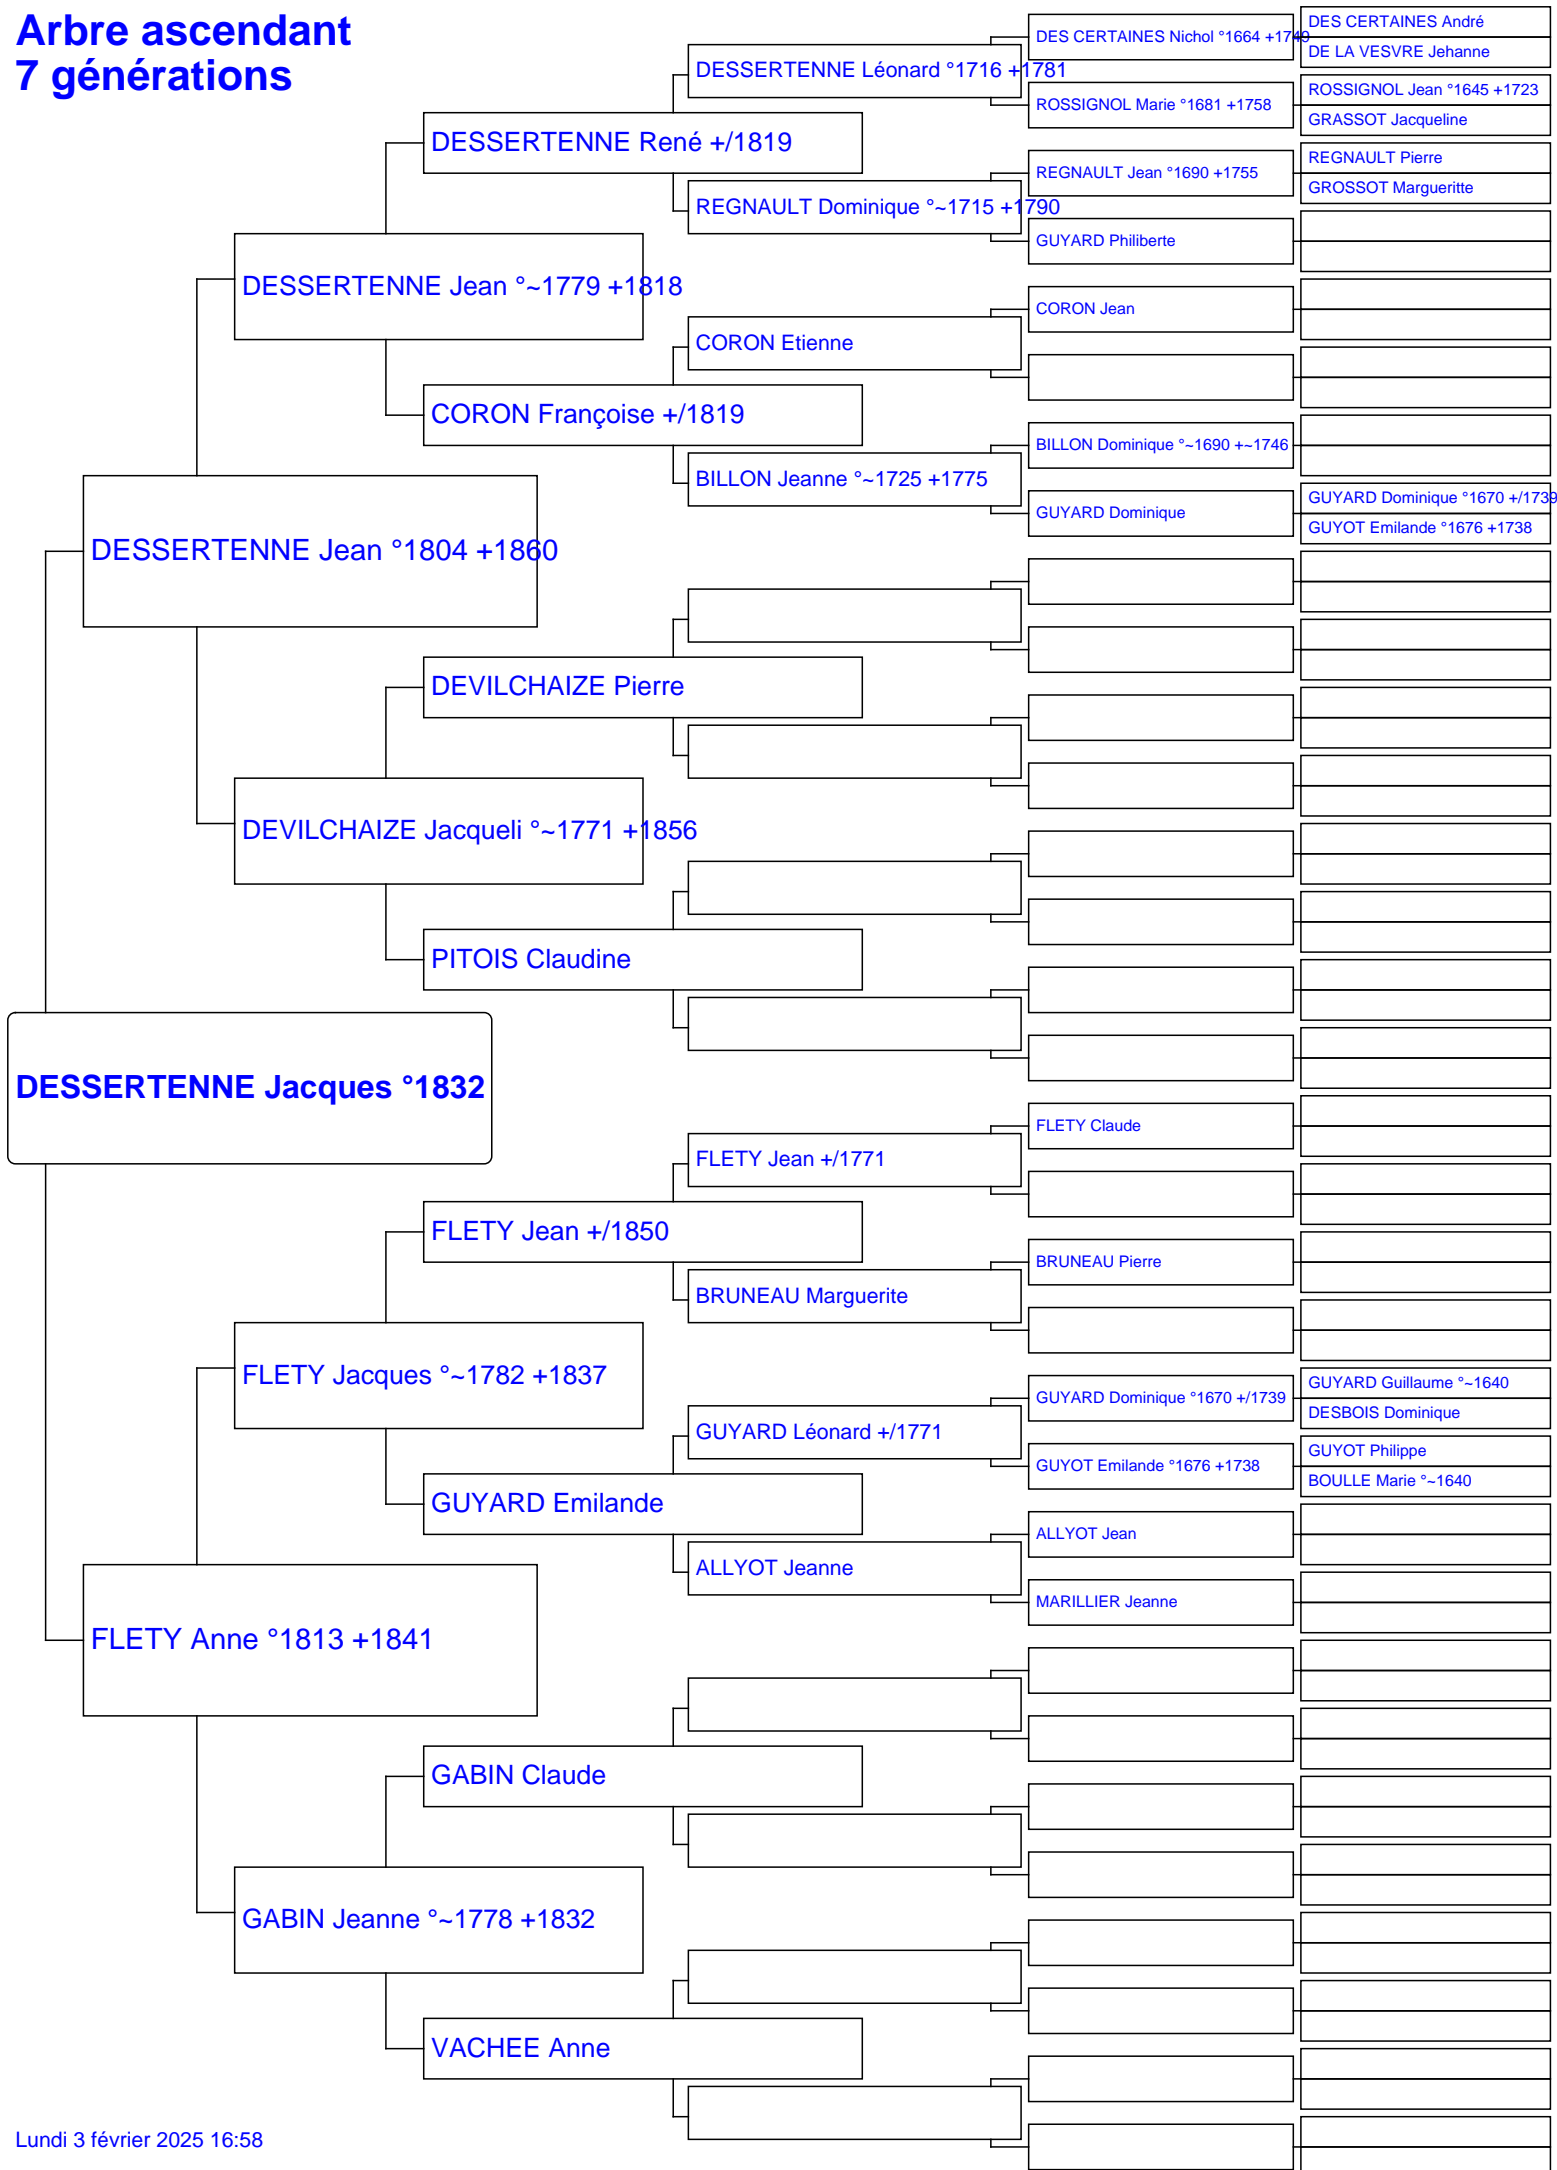 Arbre ascendant
7 générations
DES CERTAINES André
DES CERTAINES Nichol °1664 +1749
DE LA VESVRE Jehanne
DESSERTENNE Léonard °1716 +1781
ROSSIGNOL Jean °1645 +1723
ROSSIGNOL Marie °1681 +1758
GRASSOT Jacqueline
DESSERTENNE René +/1819
REGNAULT Pierre
REGNAULT Jean °1690 +1755
GROSSOT Margueritte
REGNAULT Dominique °~1715 +1790
GUYARD Philiberte
DESSERTENNE Jean °~1779 +1818
CORON Jean
CORON Etienne
CORON Françoise +/1819
BILLON Dominique °~1690 +~1746
BILLON Jeanne °~1725 +1775
GUYARD Dominique °1670 +/1739
GUYARD Dominique
GUYOT Emilande °1676 +1738
DESSERTENNE Jean °1804 +1860
DEVILCHAIZE Pierre
DEVILCHAIZE Jacqueli °~1771 +1856
PITOIS Claudine
DESSERTENNE Jacques °1832
FLETY Claude
FLETY Jean +/1771
FLETY Jean +/1850
BRUNEAU Pierre
BRUNEAU Marguerite
FLETY Jacques °~1782 +1837
GUYARD Guillaume °~1640
GUYARD Dominique °1670 +/1739
DESBOIS Dominique
GUYARD Léonard +/1771
GUYOT Philippe
GUYOT Emilande °1676 +1738
BOULLE Marie °~1640
GUYARD Emilande
ALLYOT Jean
ALLYOT Jeanne
MARILLIER Jeanne
FLETY Anne °1813 +1841
GABIN Claude
GABIN Jeanne °~1778 +1832
VACHEE Anne
Lundi 3 février 2025 16:58